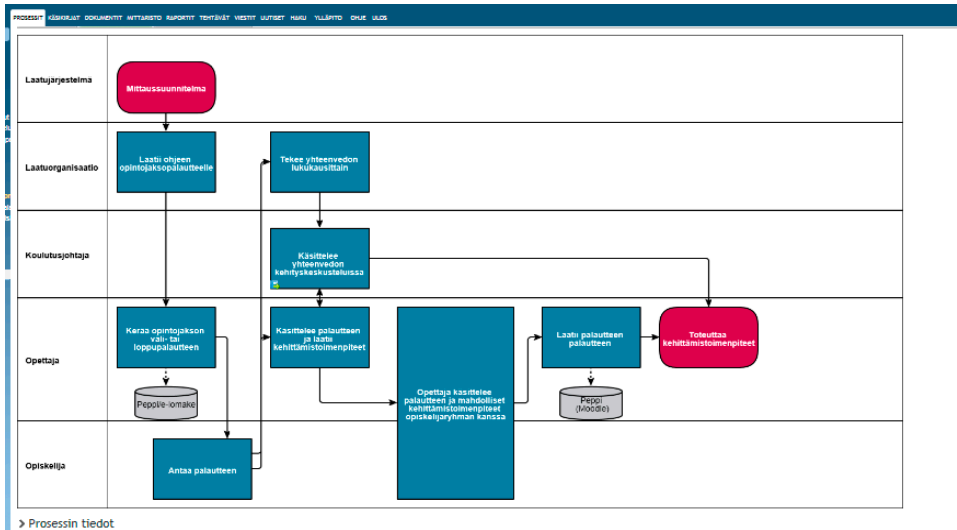 PROSESSIT KÄSIKIRJAT DOKUMENTIT MITTARISTO RAPORTIT TEHTÄVÄT VIESTIT UUTISET HAKU YLLÄPITO OHJE ULOS
Laatujärjestelmä
Mittaussuunnitelma
Laatuorganisaatio
Laatii ohjeen
opintojaksopalautteelle
Tekee yhteenvedon
lukukausittain
Koulutusjohtaja
Käsittelee
yhteenvedon
kehityskeskusteluissa
Opettaja
Kerää opintojakson
väli- tai
loppupalautteen
Käsittelee palautteen
ja laatii
kehittämistoimenpiteet
Opettaja käsittelee
palautteen ja mahdolliset
kehittämistoimenpiteet
opiskelijaryhmän kanssa
Laatii palautteen
palautteen
Toteuttaa
kehittämistoimenpiteet
Peppi/e-lomake
Peppi
(Moodle)
Opiskelija
Antaa palautteen
> Prosessin tiedot